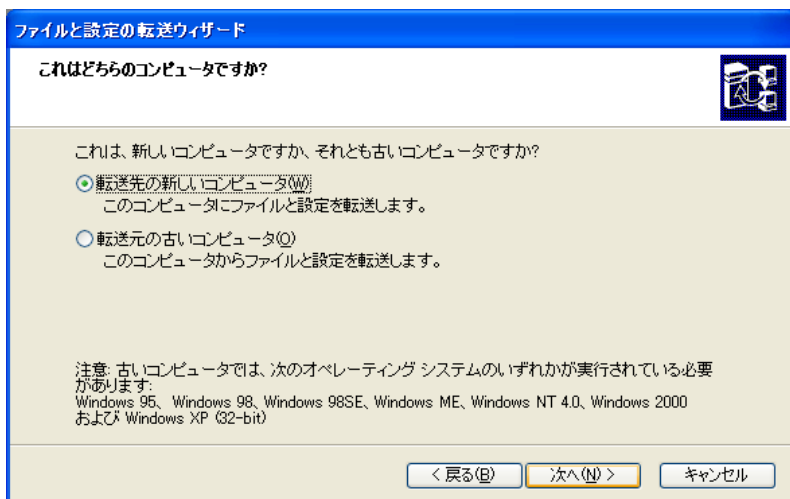 ファイルと設定の転送ウィザード
これはどちらのコンピュータですか?
これは、新しいコンピュータですか、それとも古いコンピュータですか?
転送先の新しいコンピュータ(W)
このコンピュータにファイルと設定を転送します。
転送元の古いコンピュータ(O)
このコンピュータからファイルと設定を転送します。
注意: 古いコンピュータでは、次のオペレーティング システムのいずれかが実行されている必要
があります:
Windows 95、 Windows 98、Windows 98SE、Windows ME、Windows NT 4.0、Windows 2000
および Windows XP (32-bit)
< 戻る(B) 次へ(N) > キャンセル